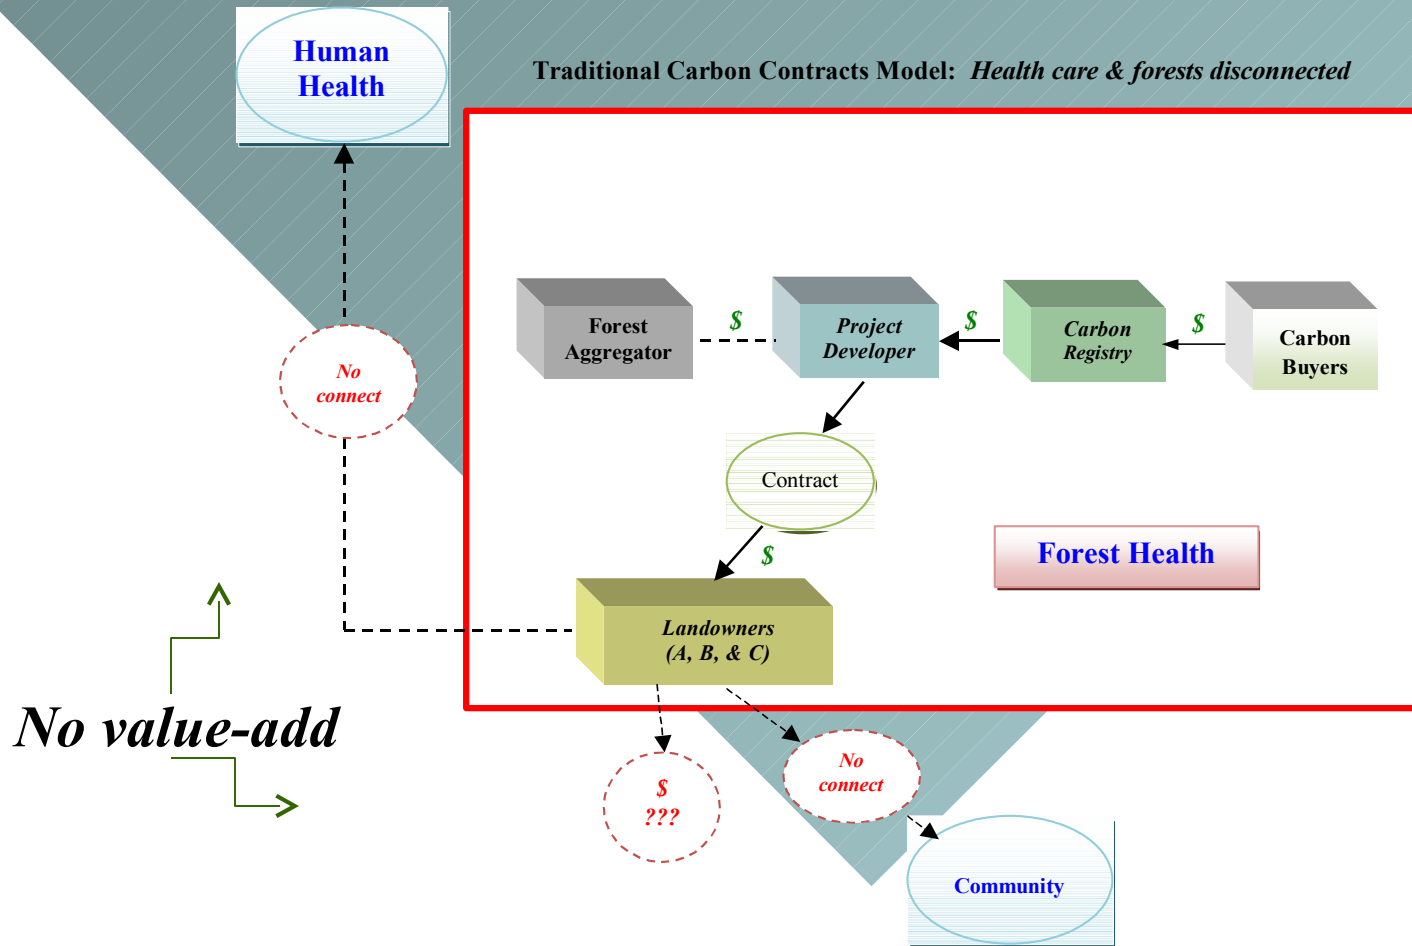 Human
Health
Traditional Carbon Contracts Model:  Health care & forests disconnected
Forest
Aggregator
$
Project
Developer
$
Carbon
Registry
$
Carbon
Buyers
No
connect
Contract
$
Forest Health
Landowners
(A, B, & C)
No value-add
$
???
No
connect
Community